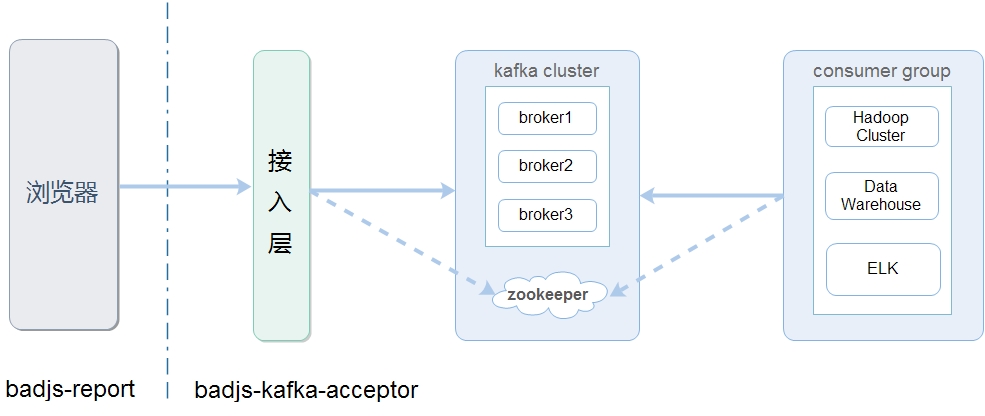 浏览器
接
入
层
kafka cluster
broker1
broker2
broker3
zookeeper
consumer group
Hadoop
Cluster
Data
Warehouse
ELK
badjs-report
badjs-kafka-acceptor